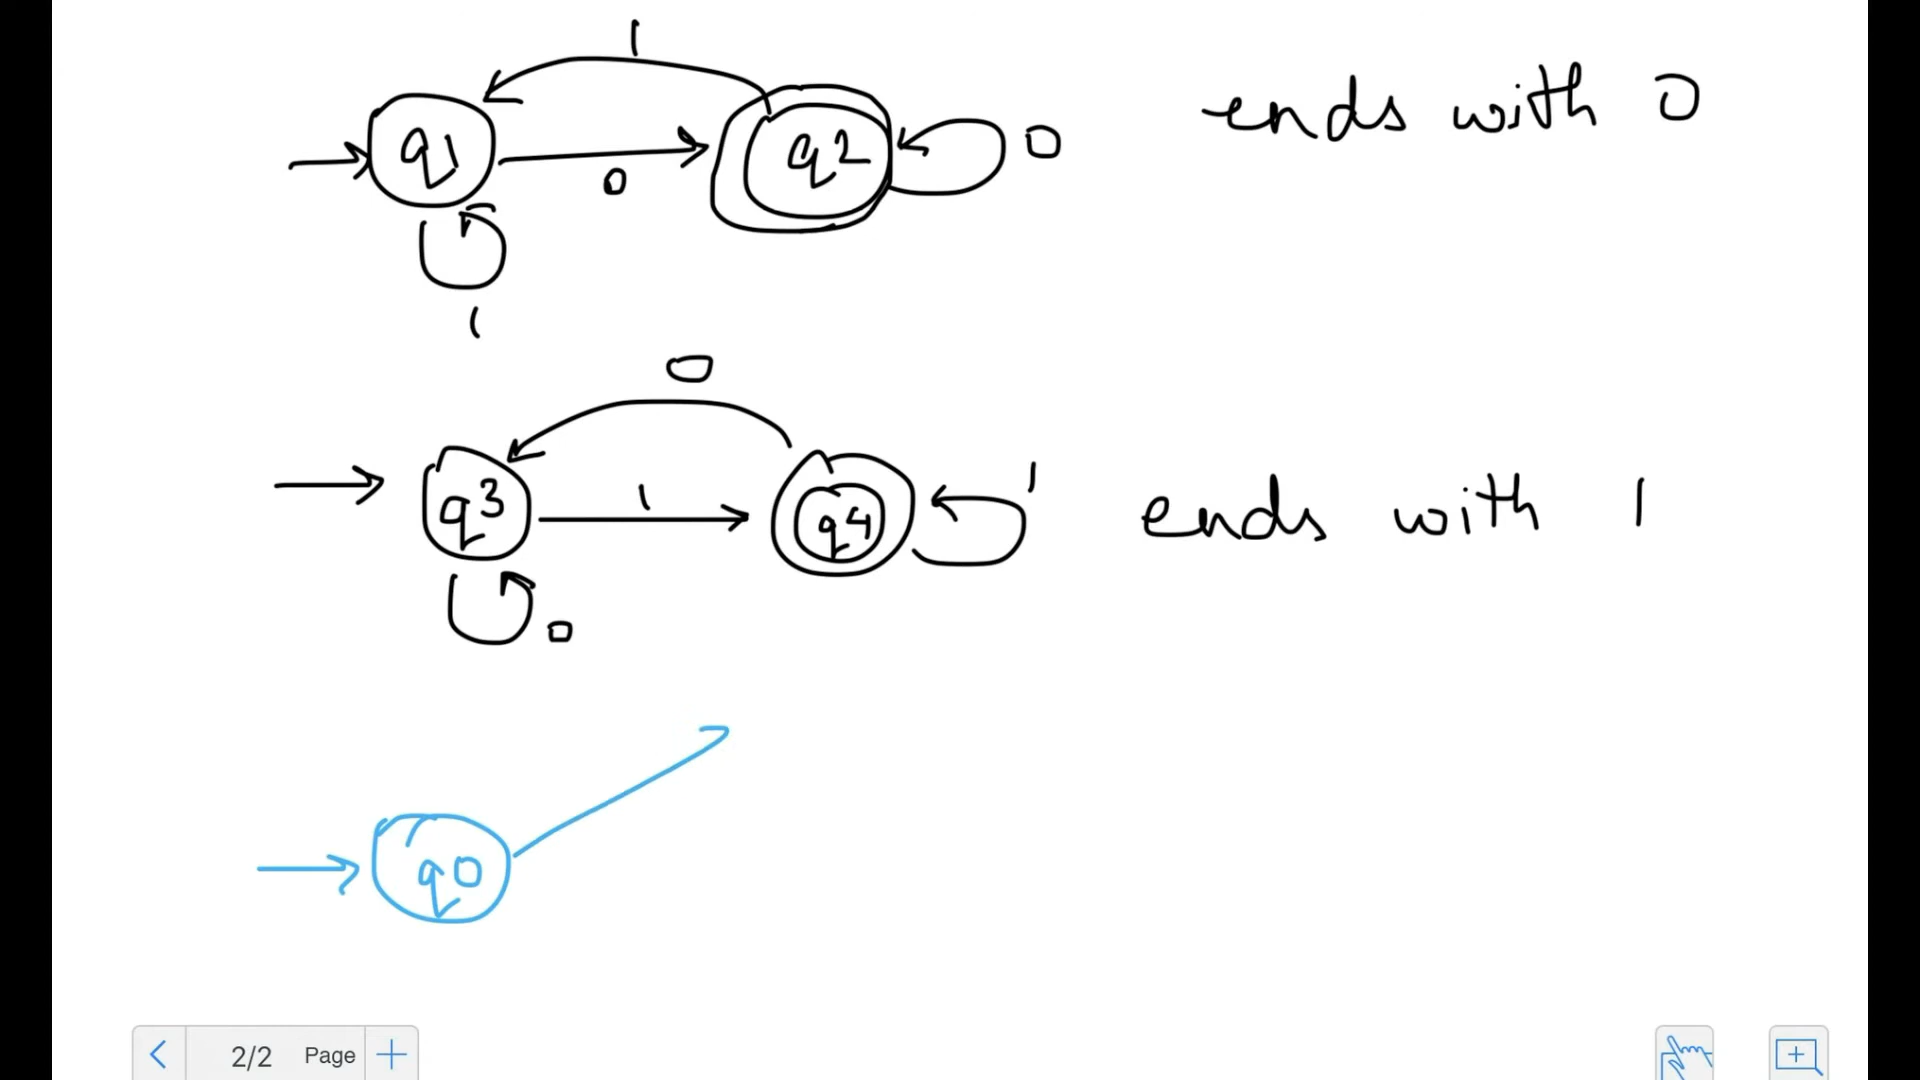 1
q1
0
q2
0
ends with 0
1
0
q3
1
q4
1
ends with 1
0
q0
2/2 Page